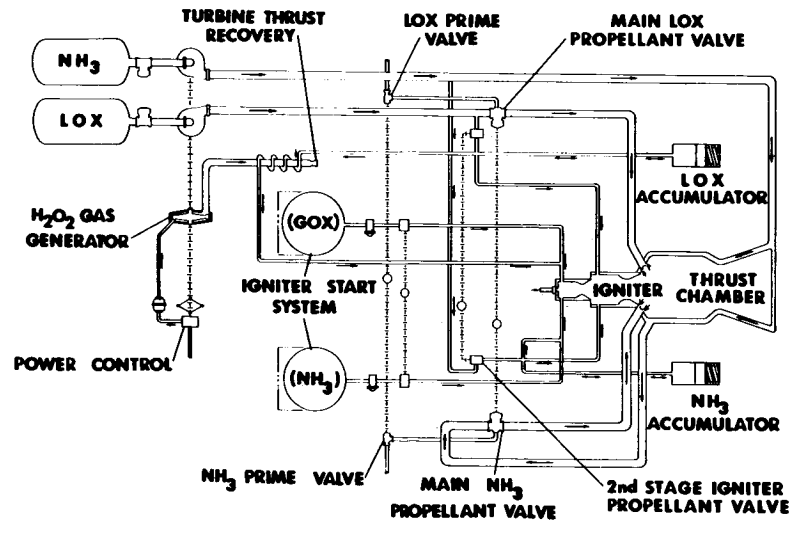 TURBINE THRUST
RECOVERY
LOX PRIME
VALVE
MAIN LOX
PROPELLANT VALVE
NH3
LOX
LOX
ACCUMULATOR
H2O2 GAS
GENERATOR
(GOX)
IGNITER START
SYSTEM
IGNITER
THRUST
CHAMBER
POWER CONTROL
(NH3)
NH3
ACCUMULATOR
NH3 PRIME VALVE
MAIN NH3
PROPELLANT VALVE
2nd STAGE IGNITER
PROPELLANT VALVE